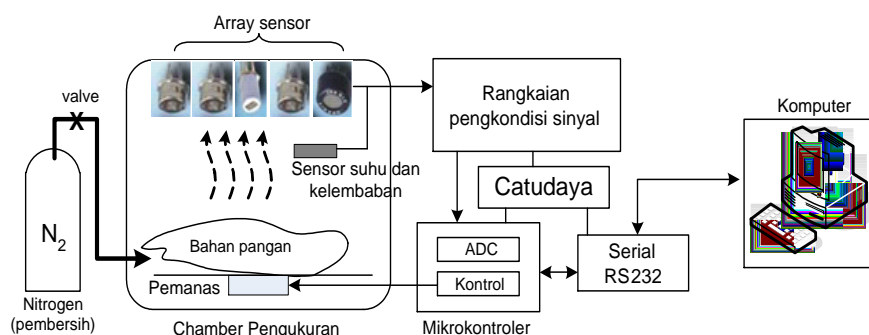 Array sensor
valve
N2
Nitrogen
(pembersih)
Sensor suhu dan
kelembaban
Bahan pangan
Pemanas
Chamber Pengukuran
Rangkaian
pengkondisi sinyal
Catudaya
ADC
Kontrol
Mikrokontroler
Serial
RS232
Komputer